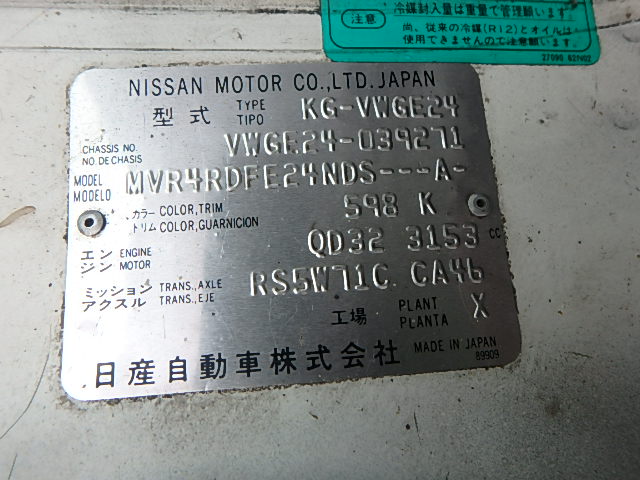 注意
冷媒封入量は重量で管理願います。
尚、従来の冷媒(R12)とオイルは
使用できませんので注意願います。
27090 62N02
NISSAN MOTOR CO.,LTD.JAPAN
型式 TYPE TIPO KG-VWGE24
CHASSIS NO. NO.DE CHASIS VWGE24-039271
MODEL MODELO MVR4RDFE24NDS---A-
カラー COLOR,TRIM トリム COLOR,GUARNICION 598 K
エンジン ENGINE MOTOR QD32 3153 CC
ミッション TRANS.,AXLE アクスル TRANS.,EJE RS5W71C CA46
工場 PLANT PLANTA X
日産自動車株式会社 MADE IN JAPAN
89909